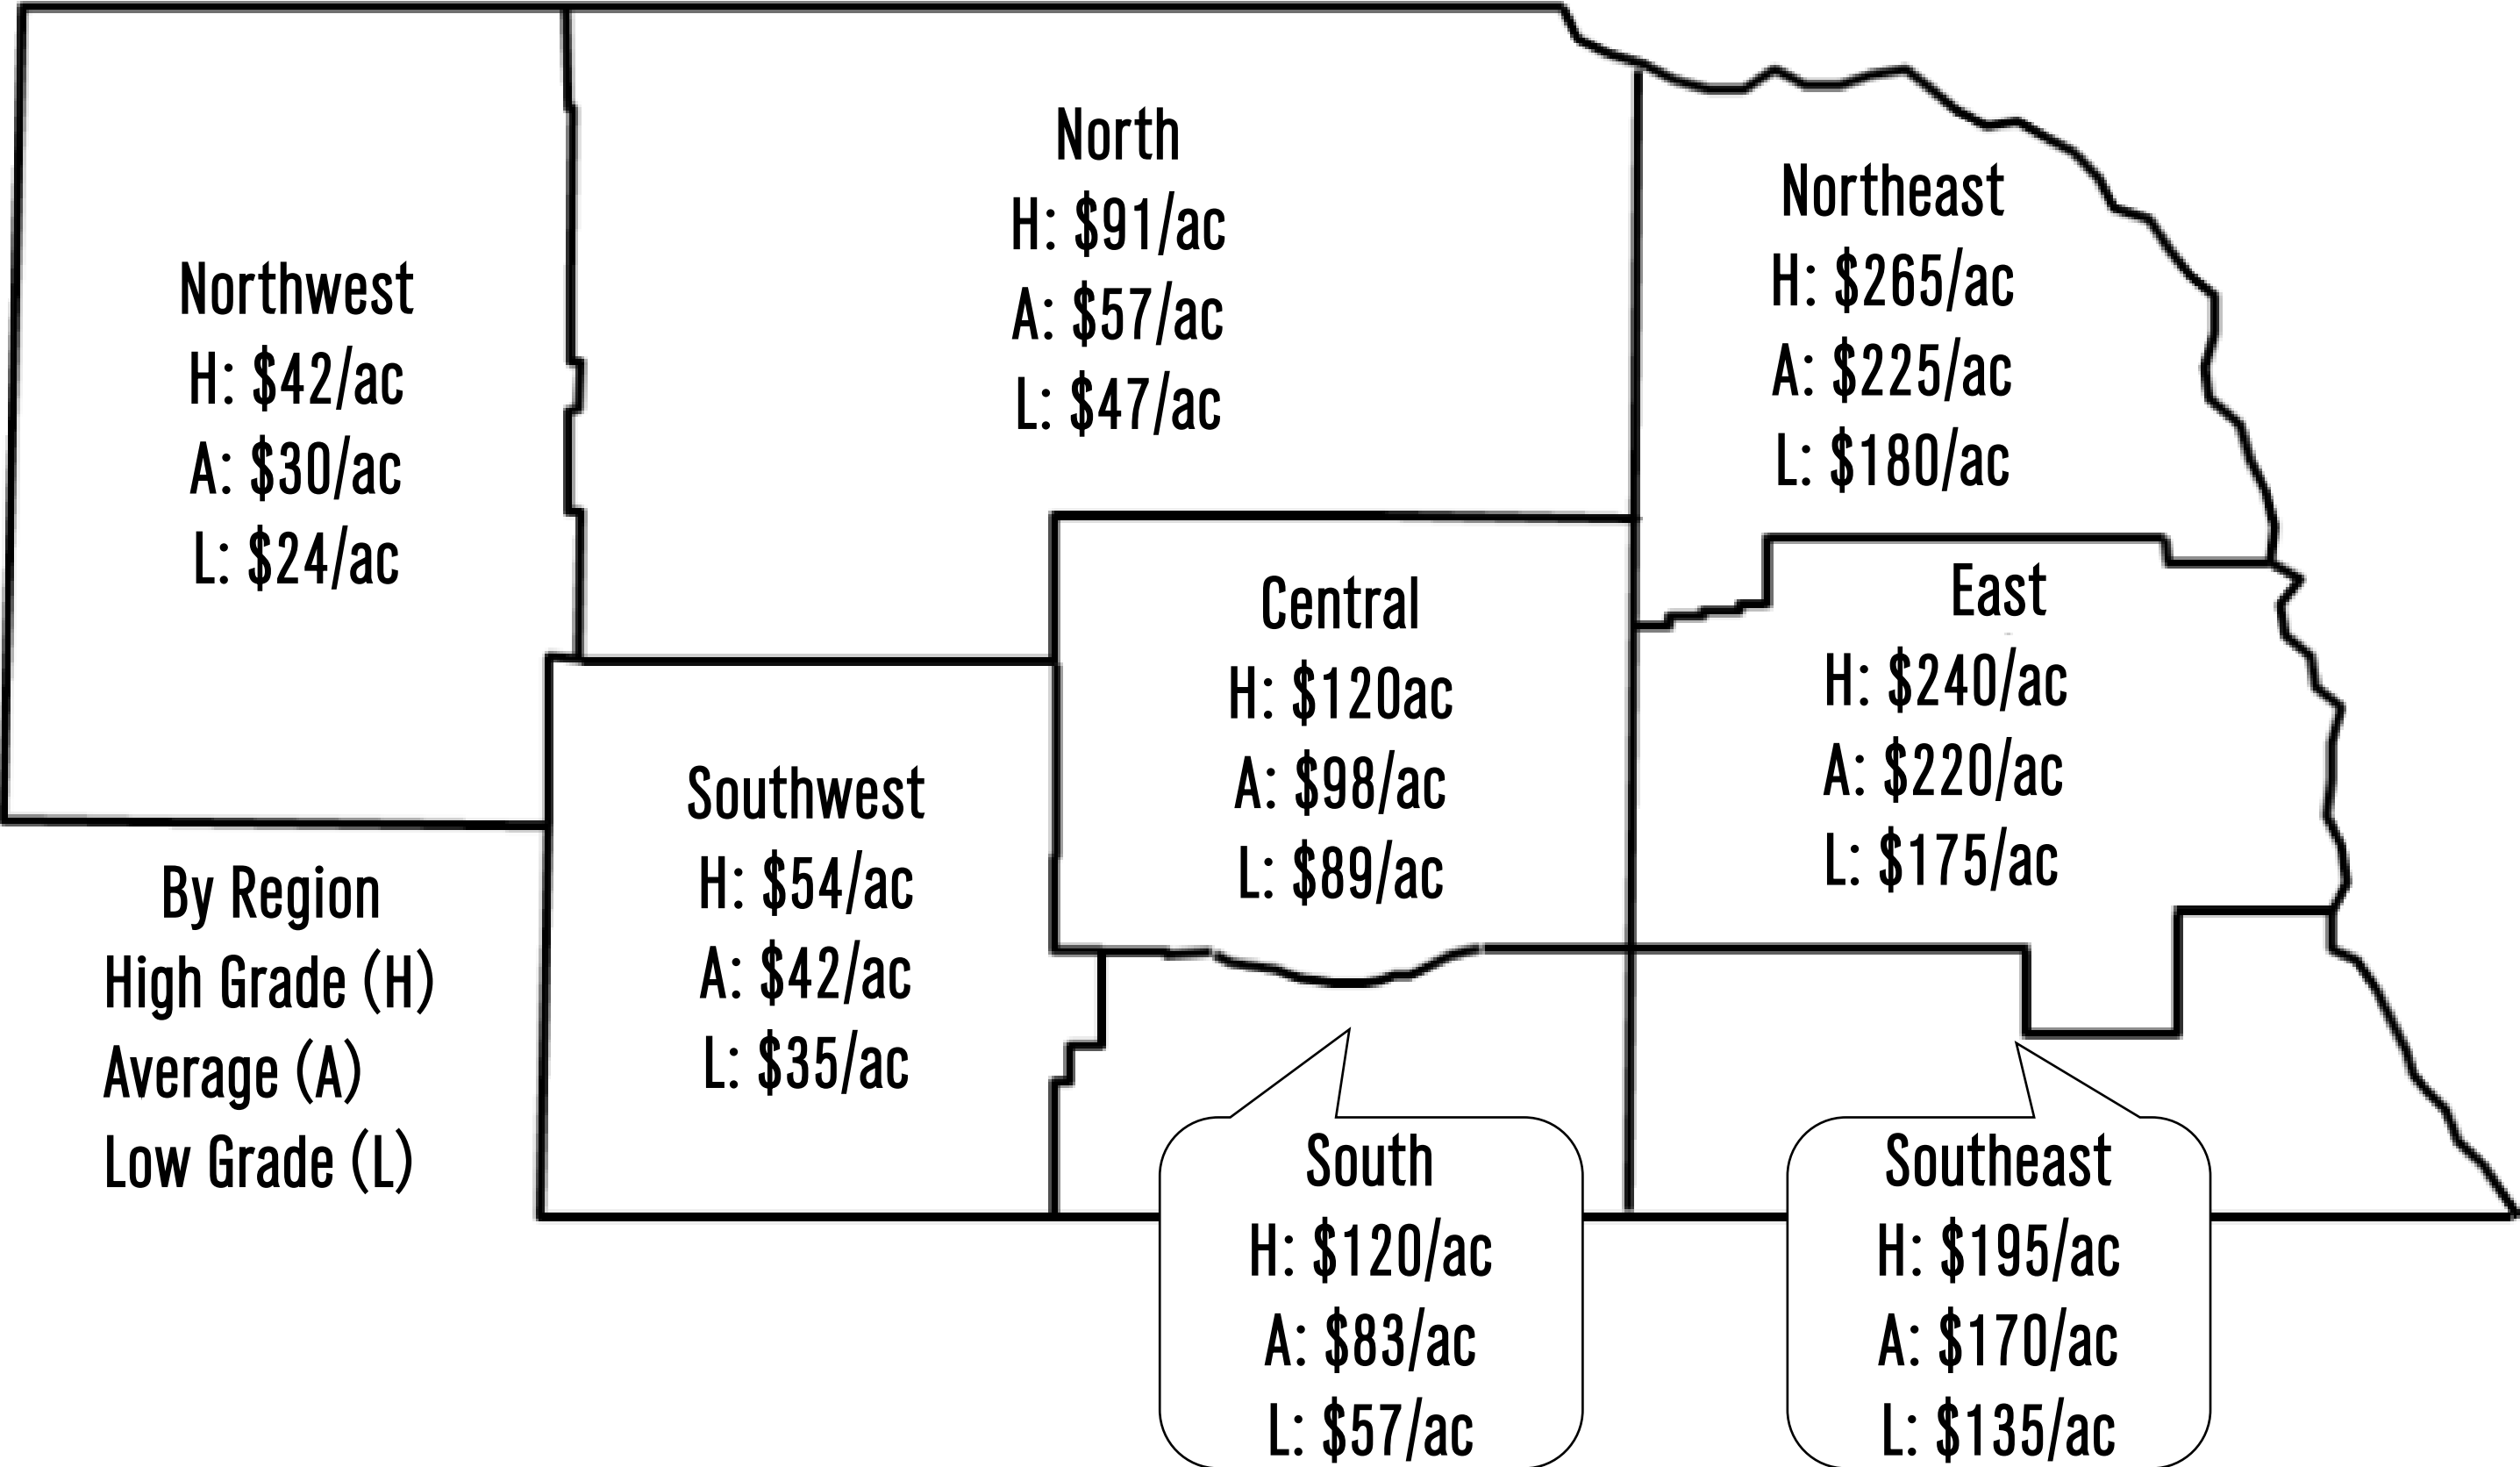 North
H: $91/ac
A: $57/ac
L: $47/ac
Northeast
H: $265/ac
A: $225/ac
L: $180/ac
Northwest
H: $42/ac
A: $30/ac
L: $24/ac
Central
H: $120ac
A: $98/ac
L: $89/ac
East
H: $240/ac
A: $220/ac
L: $175/ac
Southwest
H: $54/ac
A: $42/ac
L: $35/ac
By Region
High Grade (H)
Average (A)
Low Grade (L)
South
H: $120/ac
A: $83/ac
L: $57/ac
Southeast
H: $195/ac
A: $170/ac
L: $135/ac